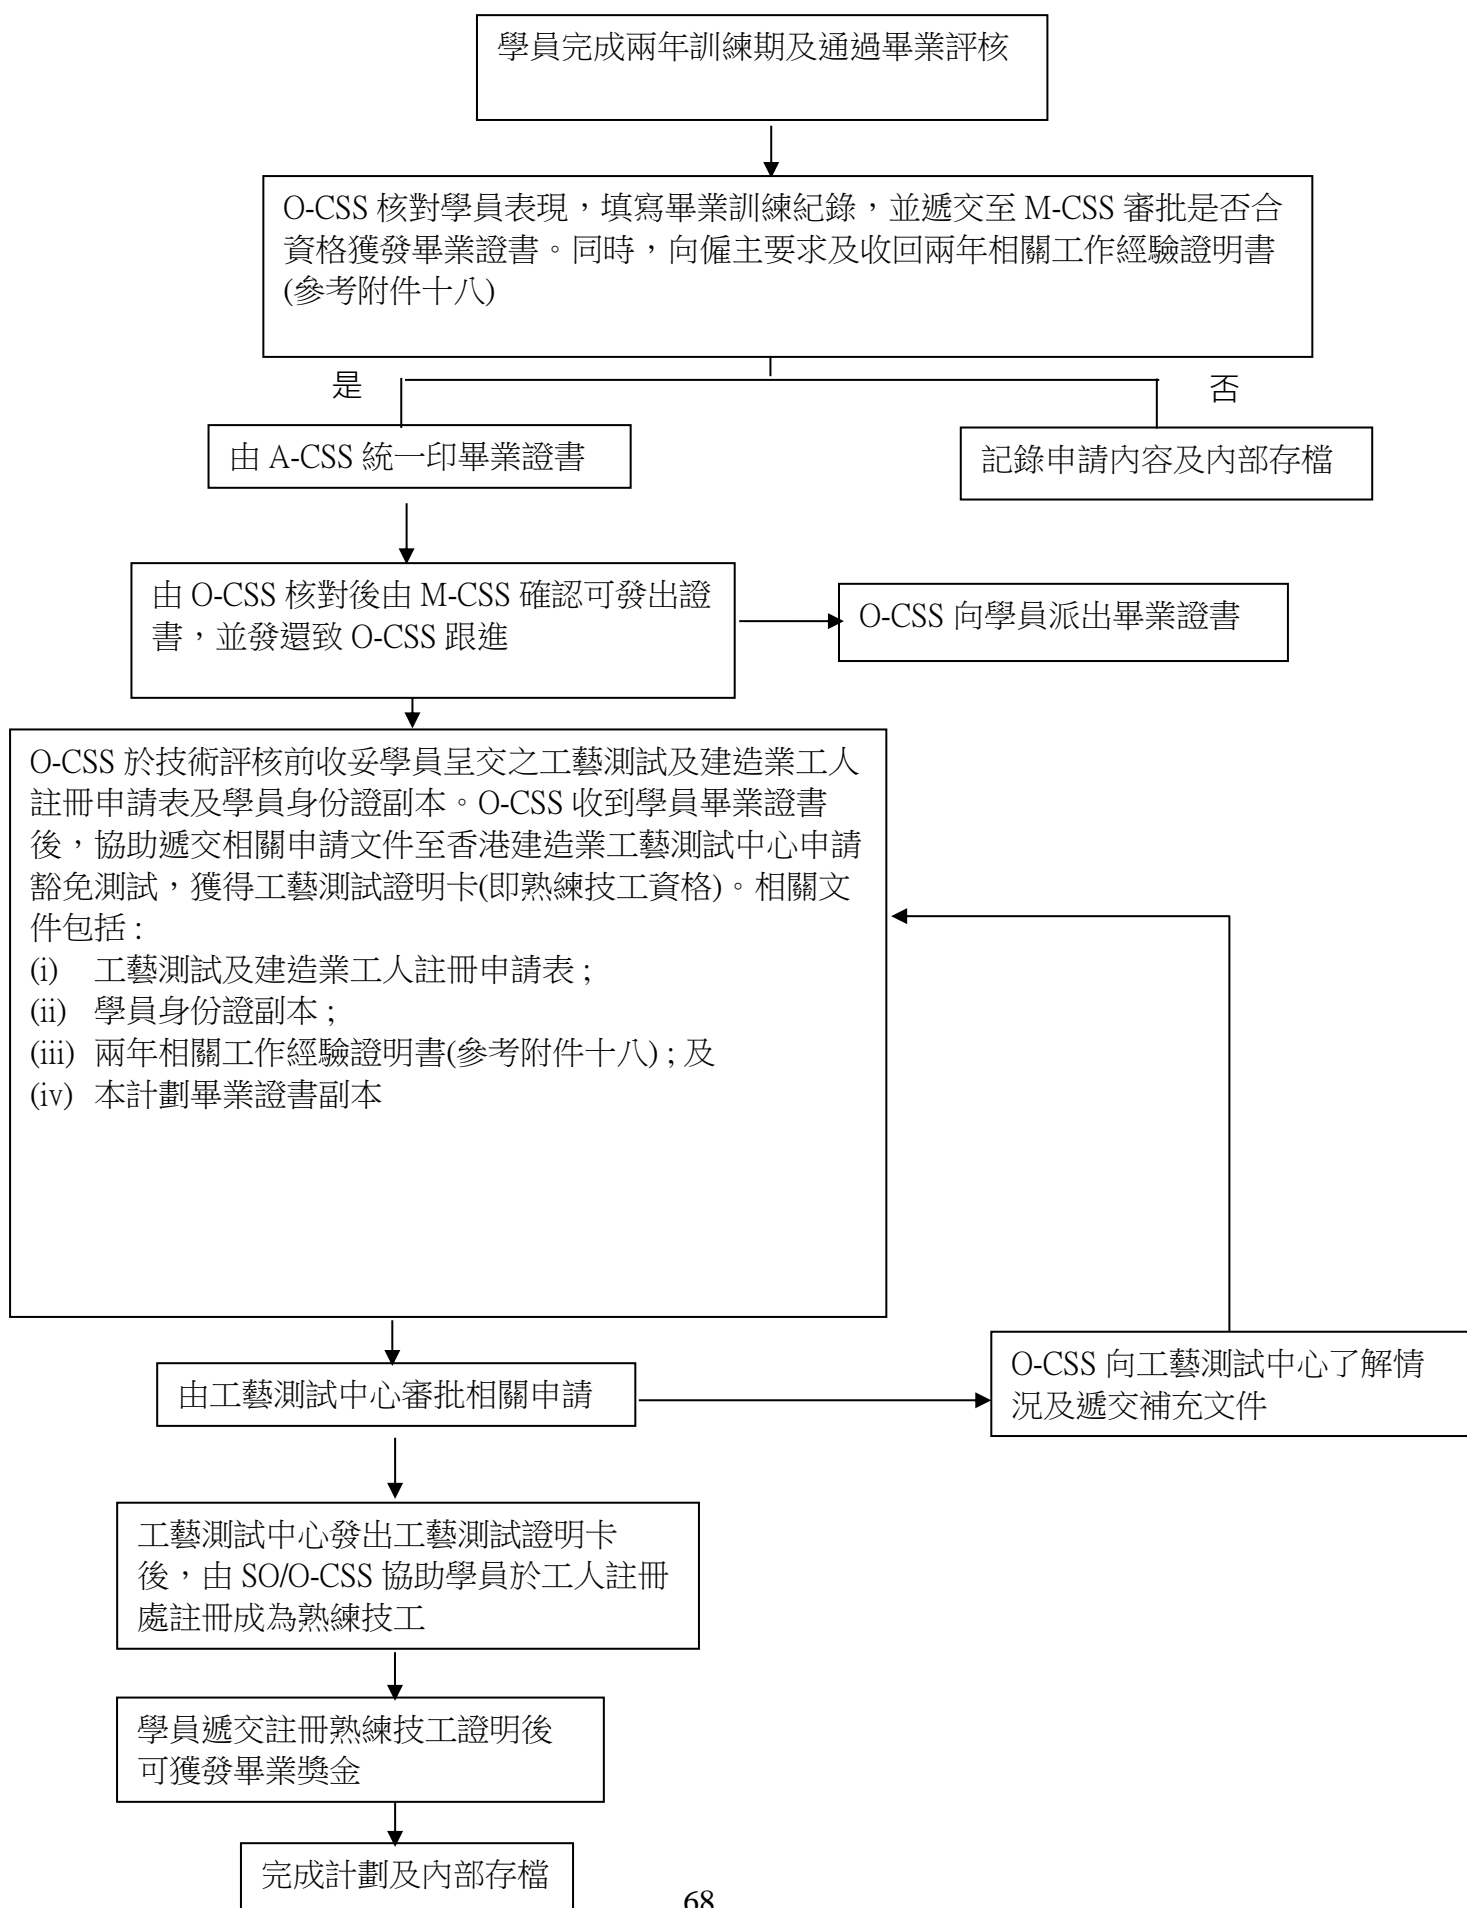 學員完成兩年訓練期及通過畢業評核
O-CSS 核對學員表現，填寫畢業訓練紀錄，並遞交至 M-CSS 審批是否合
資格獲發畢業證書。同時，向僱主要求及收回兩年相關工作經驗證明書
(參考附件十八)
是
否
由 A-CSS 統一印畢業證書
記錄申請內容及內部存檔
由 O-CSS 核對後由 M-CSS 確認可發出證
書，並發還致 O-CSS 跟進
O-CSS 向學員派出畢業證書
O-CSS 於技術評核前收妥學員呈交之工藝測試及建造業工人
註冊申請表及學員身份證副本。O-CSS 收到學員畢業證書
後，協助遞交相關申請文件至香港建造業工藝測試中心申請
豁免測試，獲得工藝測試證明卡(即熟練技工資格)。相關文
件包括 :
(i) 工藝測試及建造業工人註冊申請表 ;
(ii) 學員身份證副本 ;
(iii) 兩年相關工作經驗證明書(參考附件十八) ; 及
(iv) 本計劃畢業證書副本
由工藝測試中心審批相關申請
O-CSS 向工藝測試中心了解情
況及遞交補充文件
工藝測試中心發出工藝測試證明卡
後，由 SO/O-CSS 協助學員於工人註冊
處註冊成為熟練技工
學員遞交註冊熟練技工證明後
可獲發畢業獎金
完成計劃及內部存檔
68